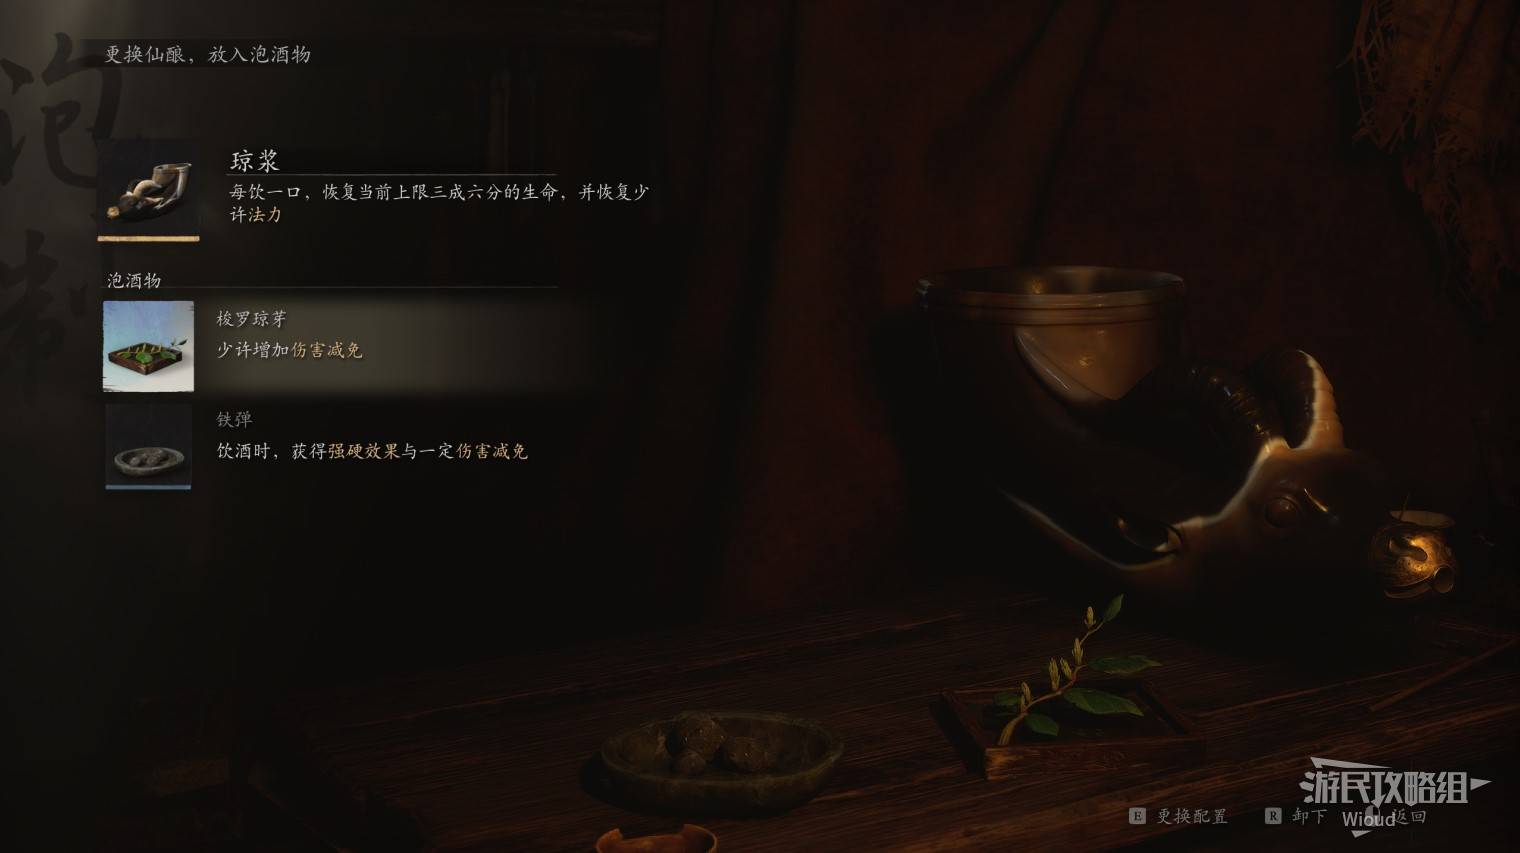 泡制
更换仙酿，放入泡酒物
琼浆
每饮一口，恢复当前上限三成六分的生命，并恢复少
许法力
泡酒物
梭罗琼芽
少许增加伤害减免
铁弹
饮酒时，获得强硬效果与一定伤害减免
游民攻略组
E 更换配置 R 卸下 返回
Wioud